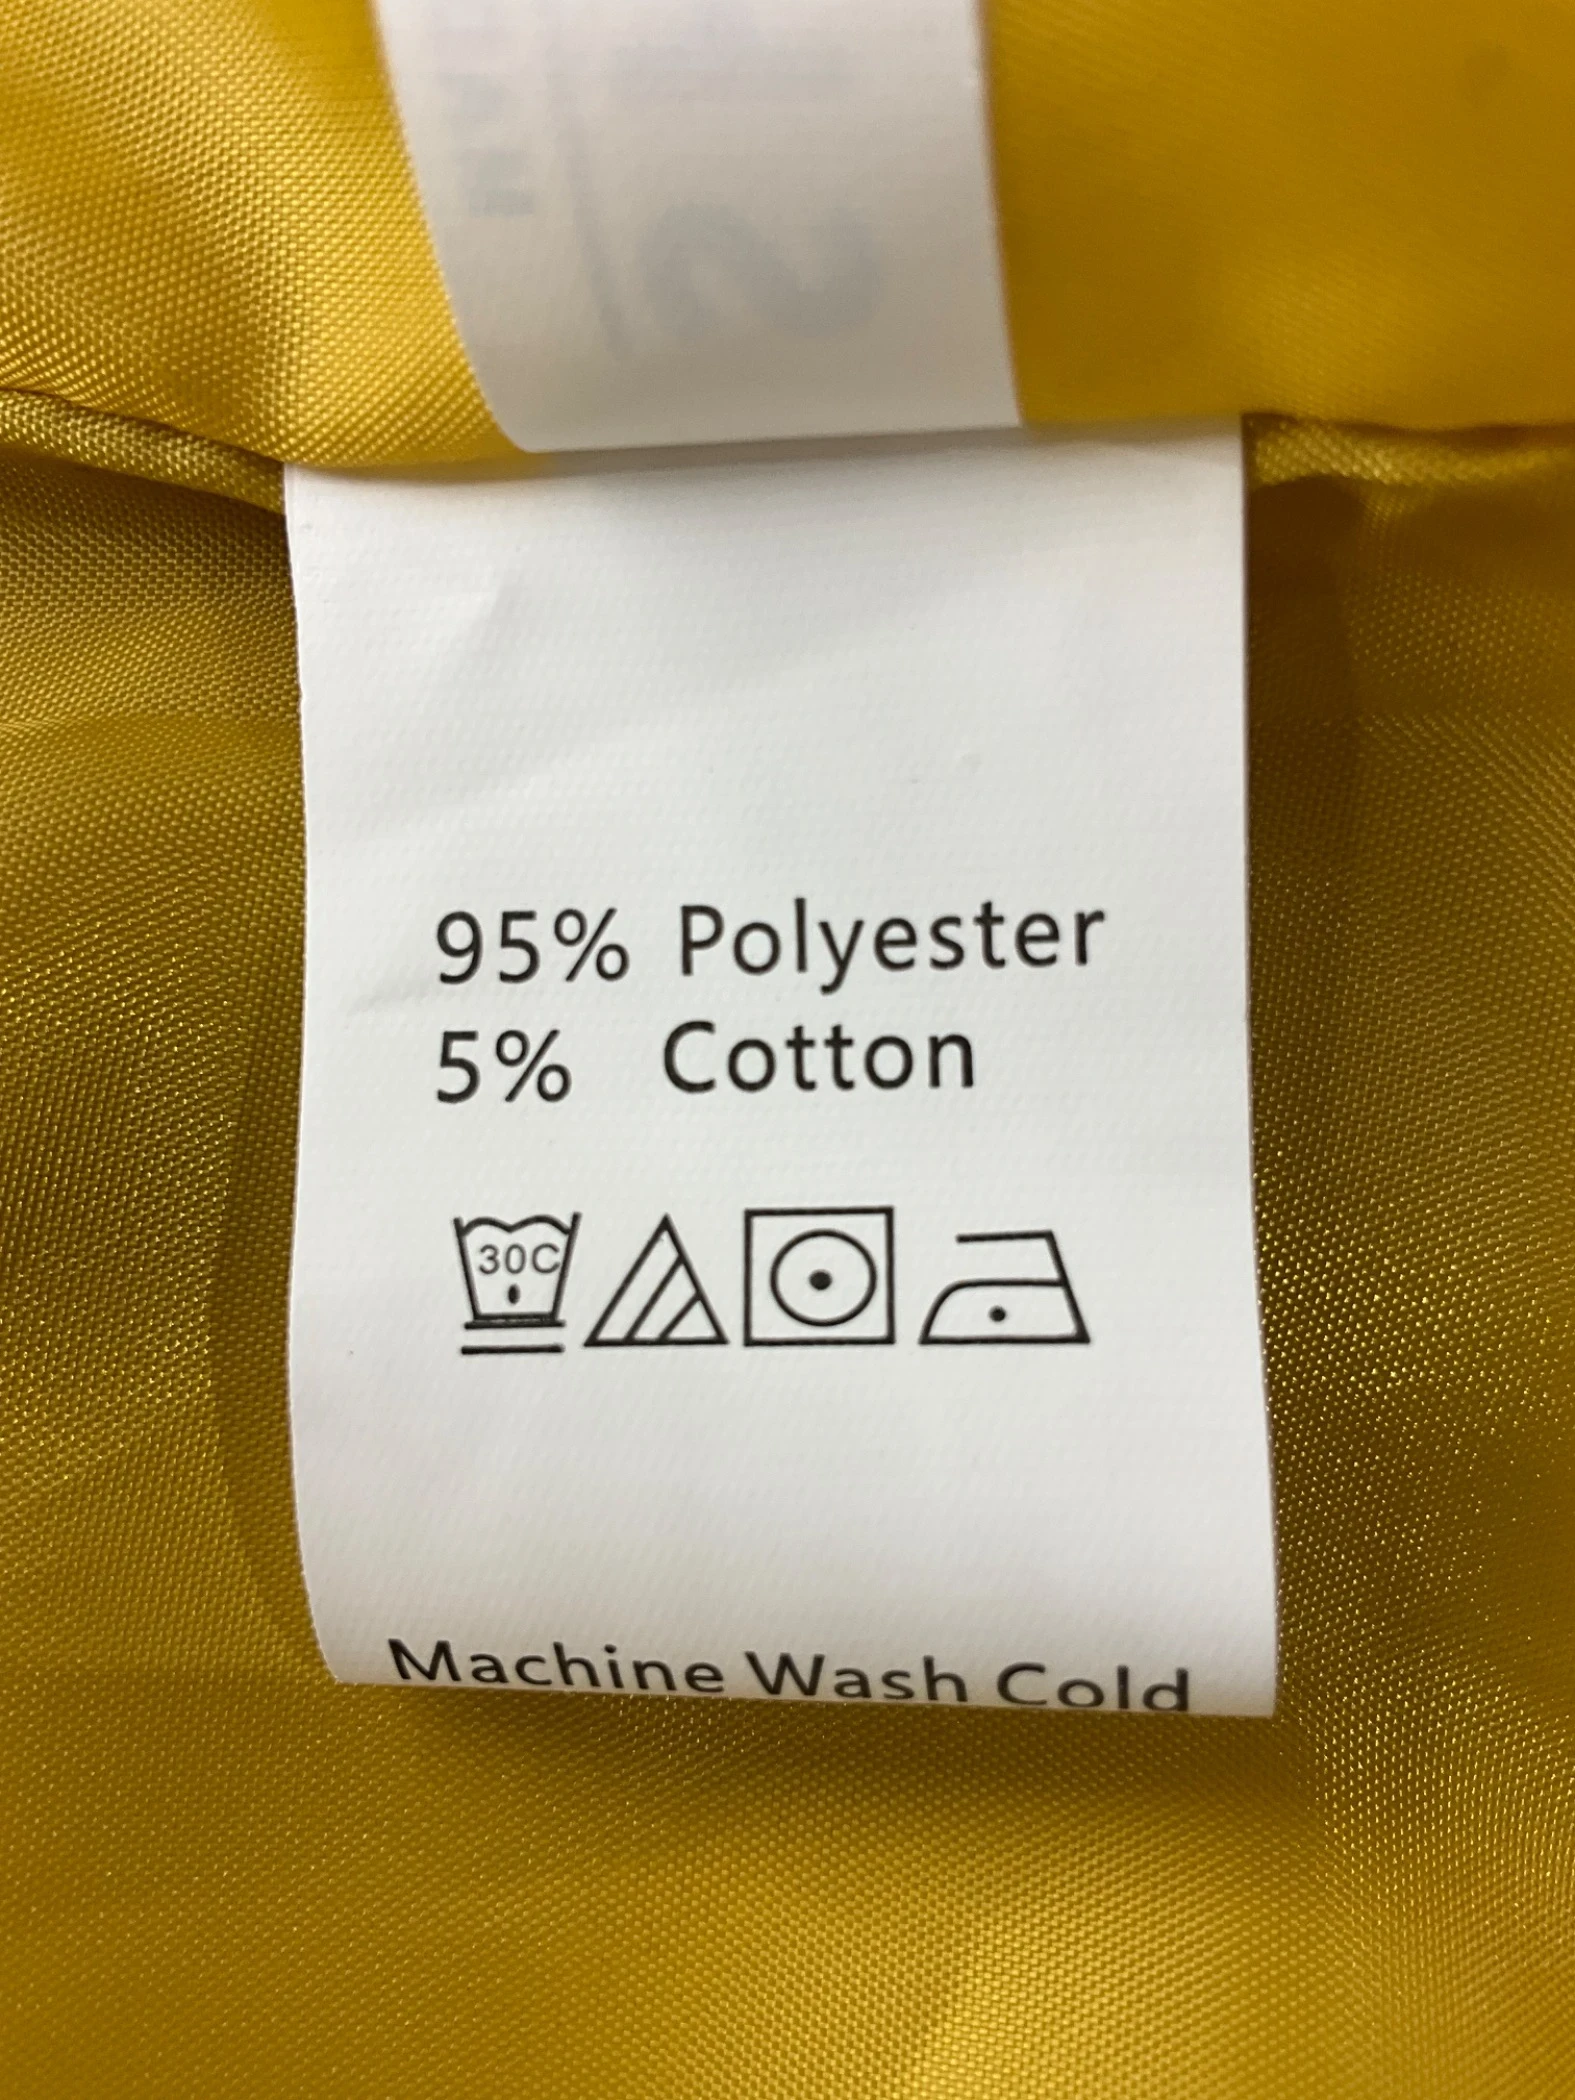 95% Polyester
5% Cotton
30C
Machine Wash Cold